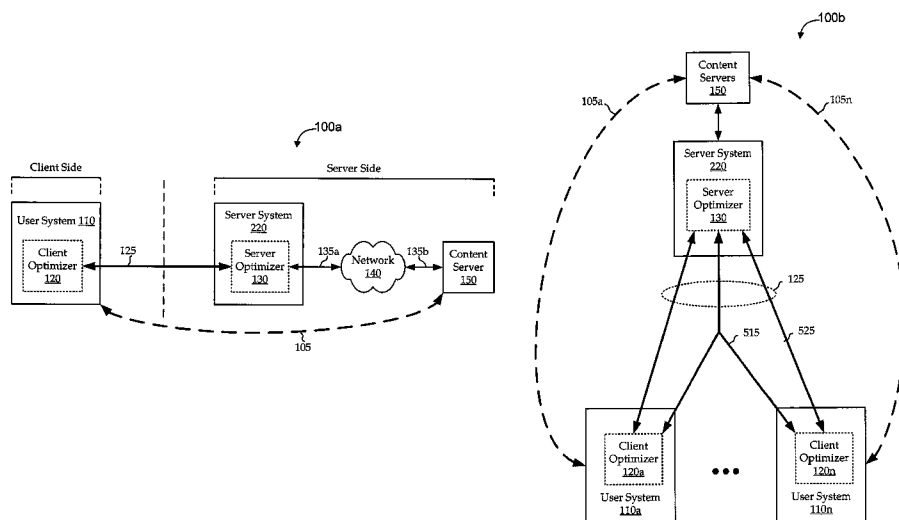 100a
Client Side
Server Side
User System 110
Client
Optimizer
120
125
Server System
220
Server
Optimizer
130
135a
Network
140
135b
Content
Server
150
105
100b
Content
Servers
150
105a
105n
Server System
220
Server
Optimizer
130
125
515
525
Client
Optimizer
120a
User System
110a
Client
Optimizer
120n
User System
110n